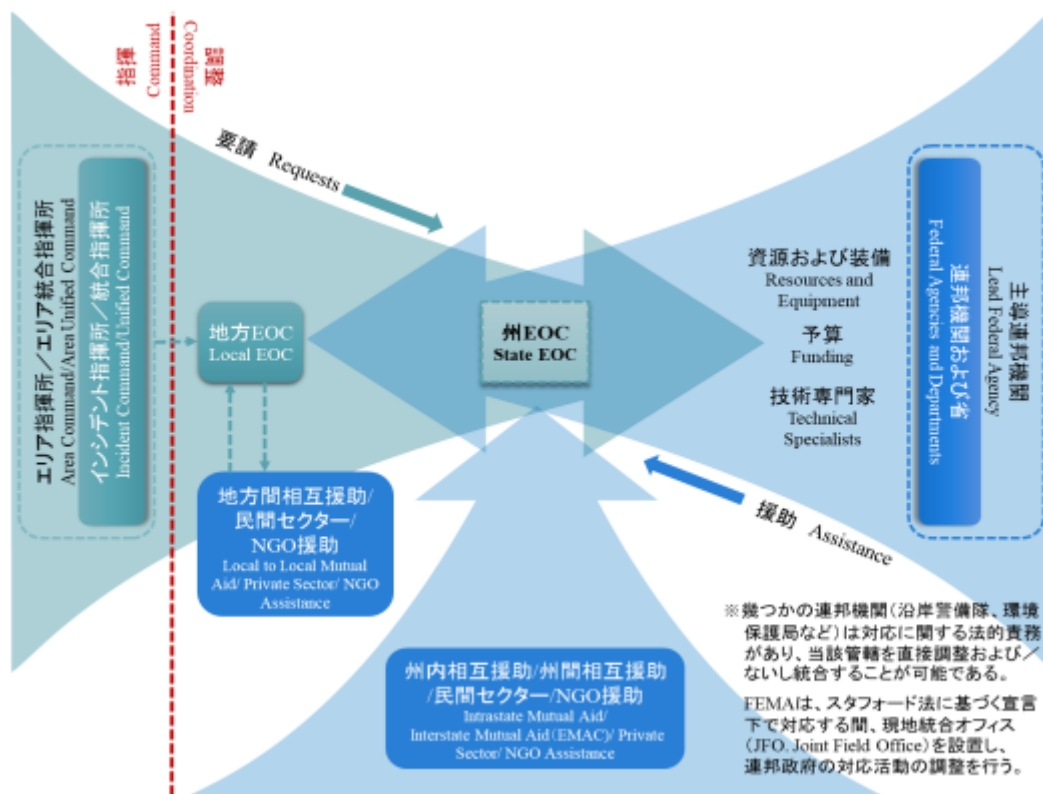 指揮
Command
調整
Coordination
要請 Requests
エリア指揮所／エリア統合指揮所
Area Command/Area Unified Command
インシデント指揮所／統合指揮所
Incident Command/Unified Command
地方EOC
Local EOC
州EOC
State EOC
資源および装備
Resources and
Equipment
予算
Funding
技術専門家
Technical
Specialists
主導連邦機関
Lead Federal Agency
連邦機関および省
Federal Agencies and Departments
援助 Assistance
地方間相互援助/
民間セクター/
NGO援助
Local to Local Mutual
Aid/ Private Sector/ NGO
Assistance
州内相互援助/州間相互援助
/民間セクター/NGO援助
Intrastate Mutual Aid/
Interstate Mutual Aid(EMAC)/ Private
Sector/ NGO Assistance
※幾つかの連邦機関(沿岸警備隊、環境
保護局など)は対応に関する法的責務
があり、当該管轄を直接調整および／
ないし統合することが可能である。
FEMAは、スタフォード法に基づく宣言
下で対応する間、現地統合オフィス
(JFO. Joint Field Office)を設置し、
連邦政府の対応活動の調整を行う。